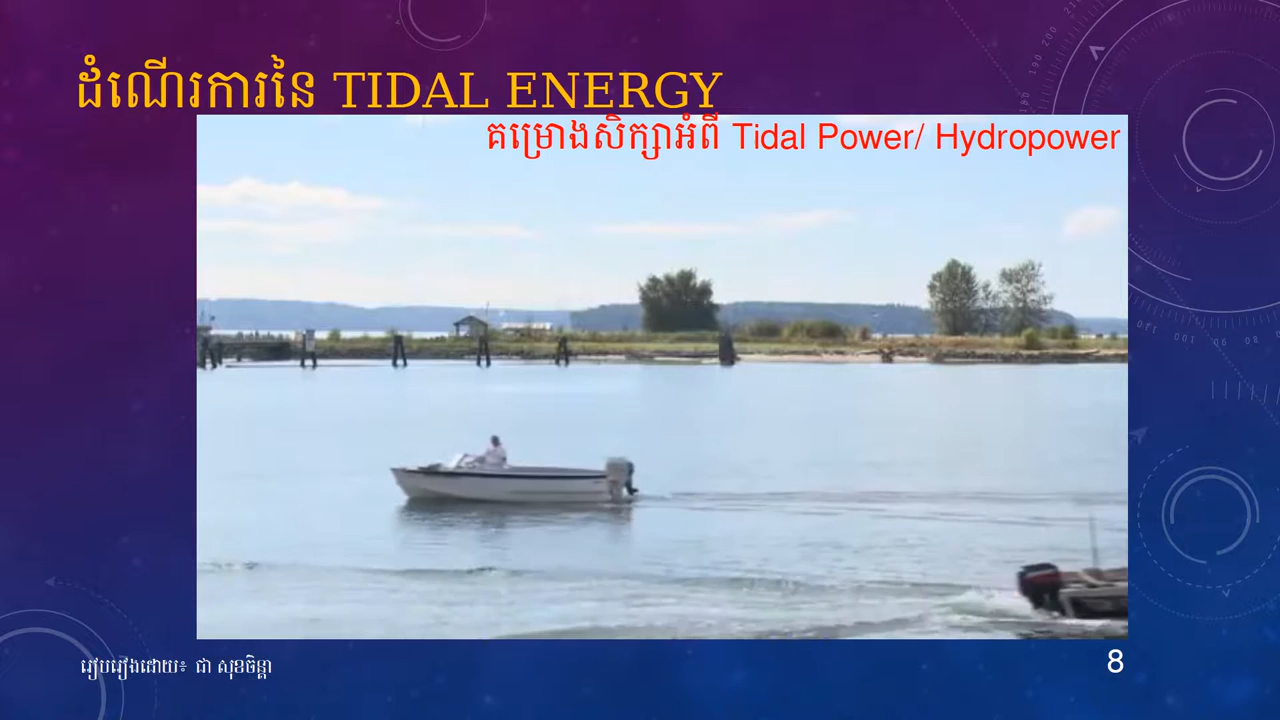 ដំណើរការនៃ TIDAL ENERGY
គម្រោងសិក្សាអំពី Tidal Power/ Hydropower
រៀបរៀងដោយ៖ ជា សុខចិន្តា
8